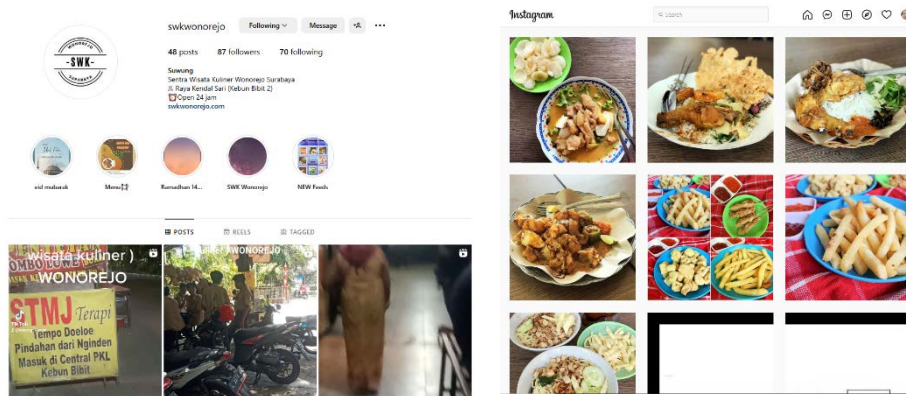 swkwonorejo Following Message
48 posts 87 followers 70 following
Suwung
Sentra Wisata Kuliner Wonorejo Surabaya
Raya Kendal Sari (Kebun Bibit 2)
Open 24 jam
swkwonorejo.com
WONOREJO
-SWK-
SURABAYA
eid mubarak Menu Ramadhan 14... SWK Wonorejo NEW Feeds
POSTS REELS TAGGED
wisata kuliner )
WONOREJO
STMJ Terapi
Tempo Doeloe
Pindahan dari Nginden
Masuk di Central PKL
Kebun Bibit
TikTok
WONOREJO
Instagram
Search